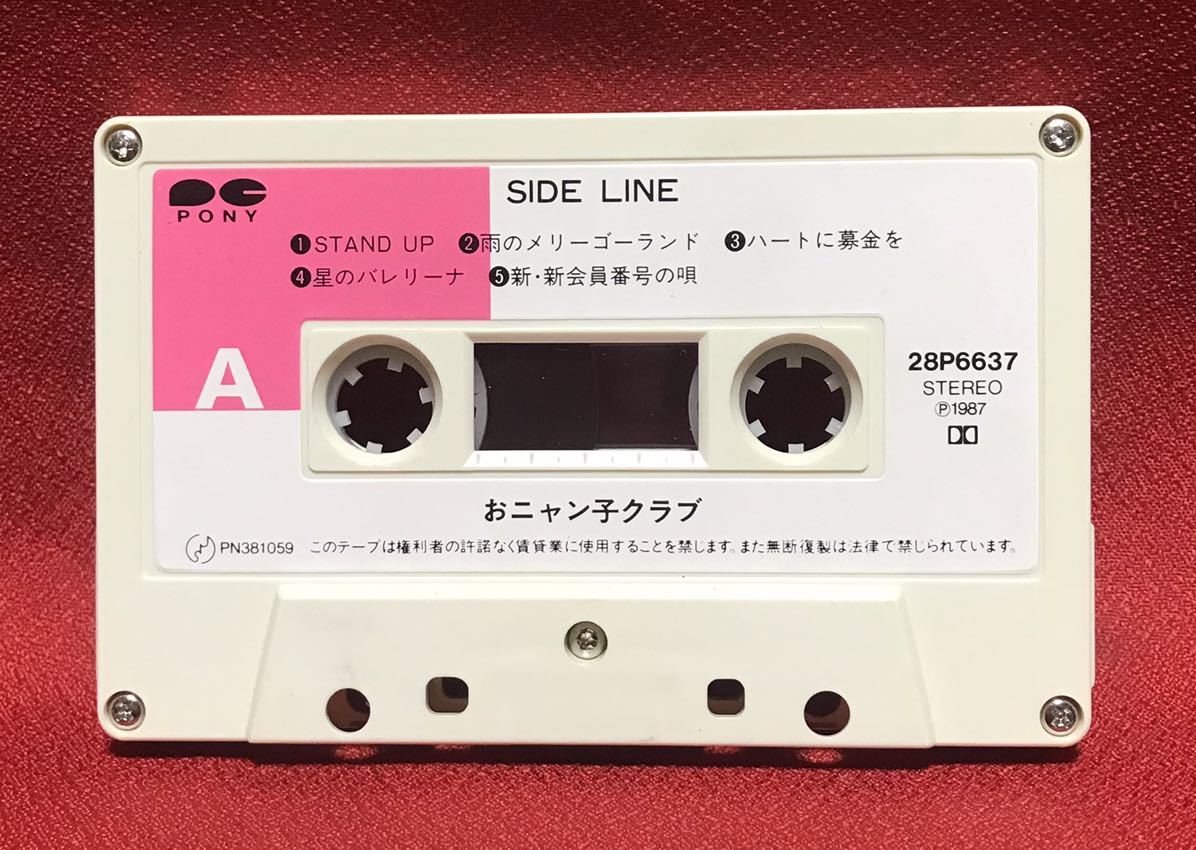 PONY
SIDE LINE
❶STAND UP ❷雨のメリーゴーランド ❸ハートに募金を
❹星のバレリーナ ❺新・新会員番号の唄
A
28P6637
STEREO
Ⓟ1987
おニャン子クラブ
PN381059 このテープは権利者の許諾なく賃貸業に使用することを禁じます。また無断複製は法律で禁じられています。